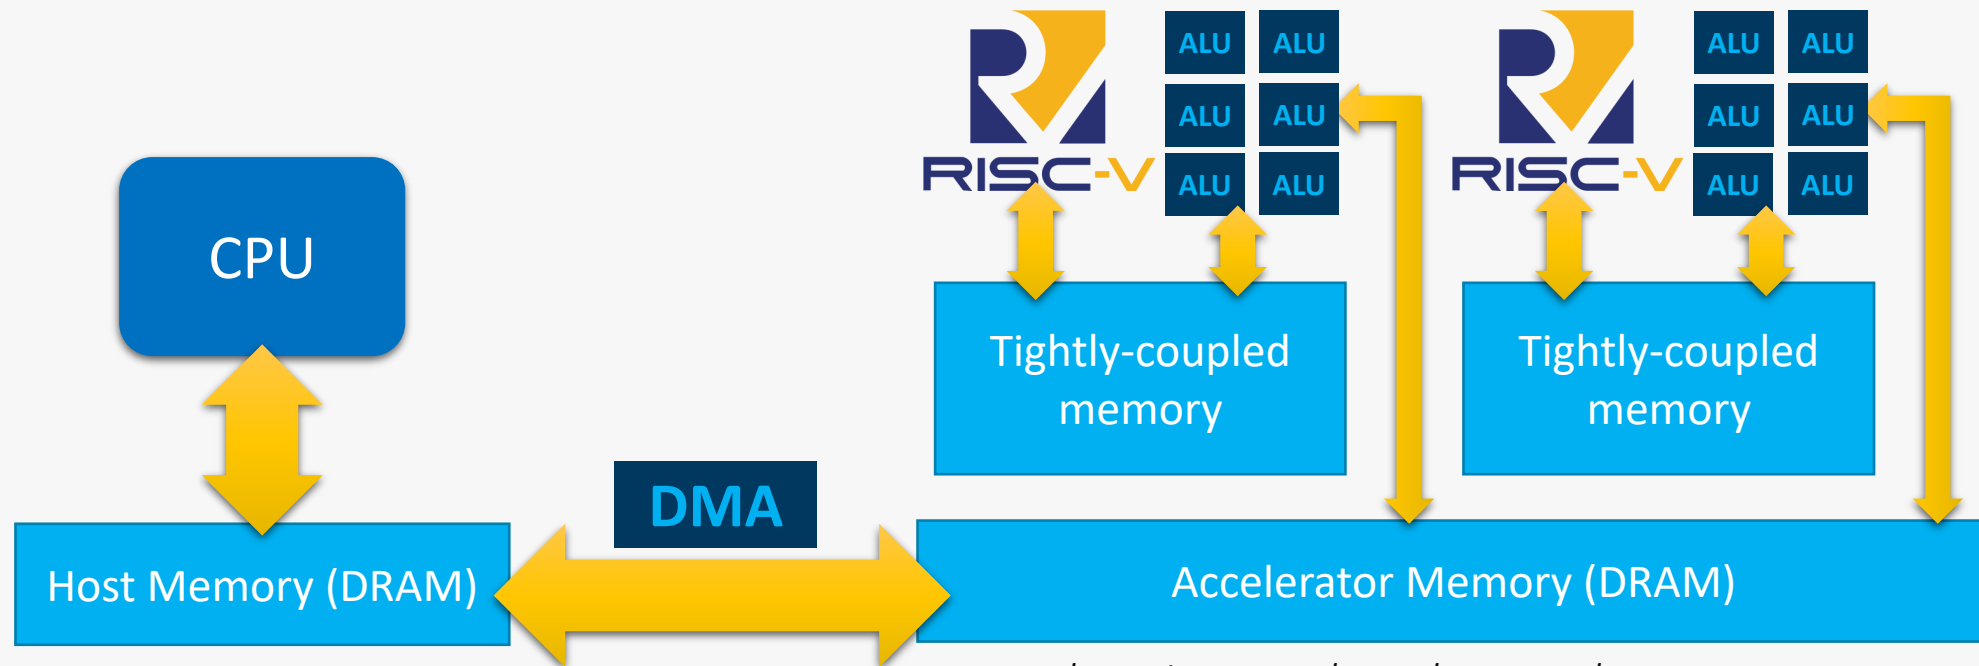 ALU ALU
ALU ALU
ALU ALU
RISC-V
ALU ALU
ALU ALU
ALU ALU
RISC-V
CPU
Tightly-coupled
memory
Tightly-coupled
memory
DMA
Host Memory (DRAM)
Accelerator Memory (DRAM)